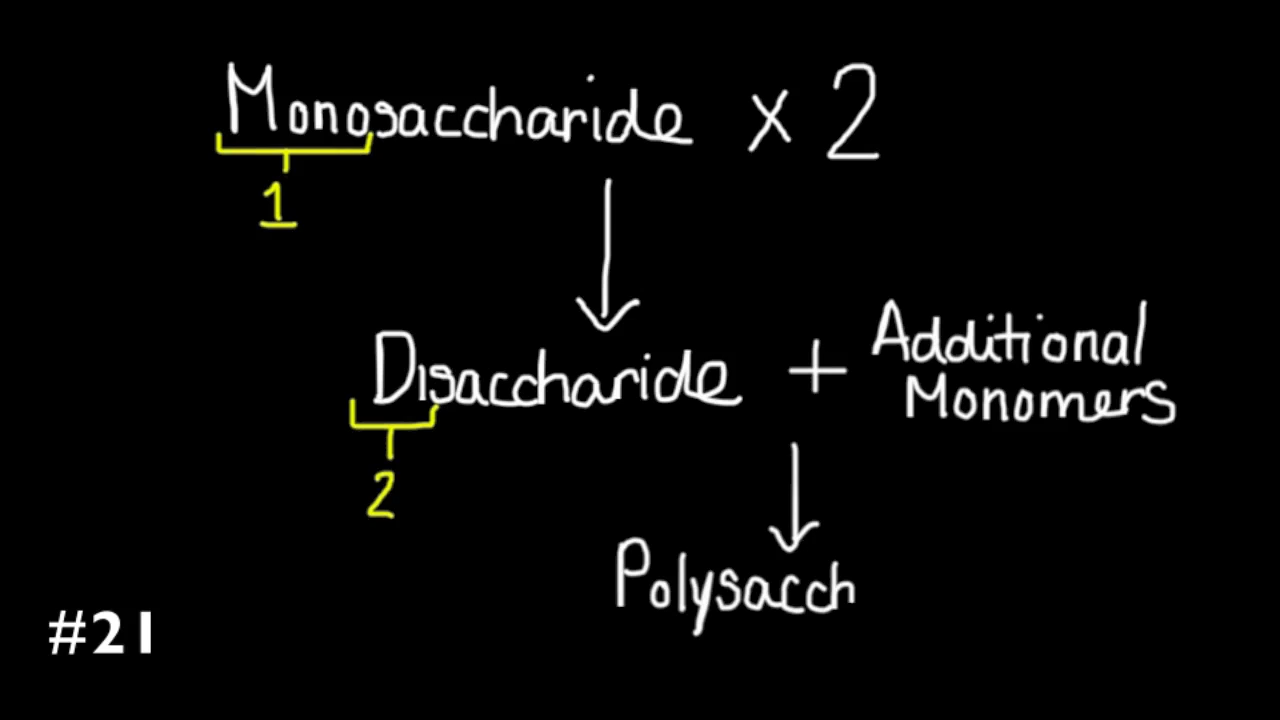 Monosaccharide x 2
1
Disaccharide + Additional
Monomers
2
Polysacch
#21